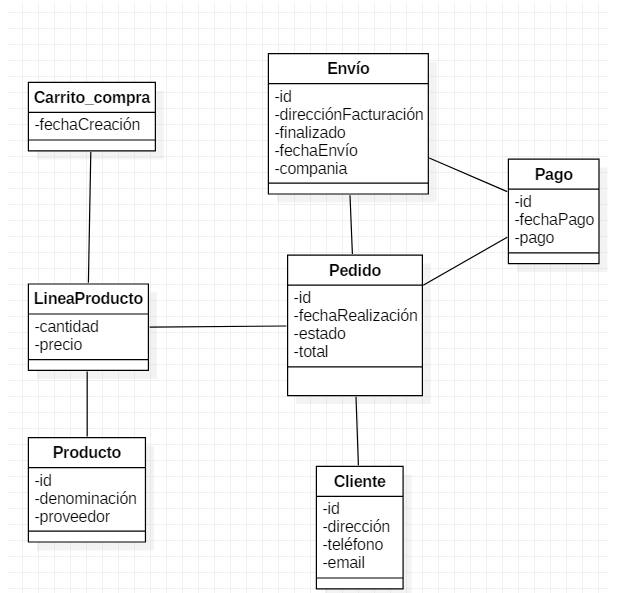 Carrito_compra
-fechaCreación
Envío
-id
-direcciónFacturación
-finalizado
-fechaEnvío
-compania
Pago
-id
-fechaPago
-pago
LineaProducto
-cantidad
-precio
Pedido
-id
-fechaRealización
-estado
-total
Producto
-id
-denominación
-proveedor
Cliente
-id
-dirección
-teléfono
-email